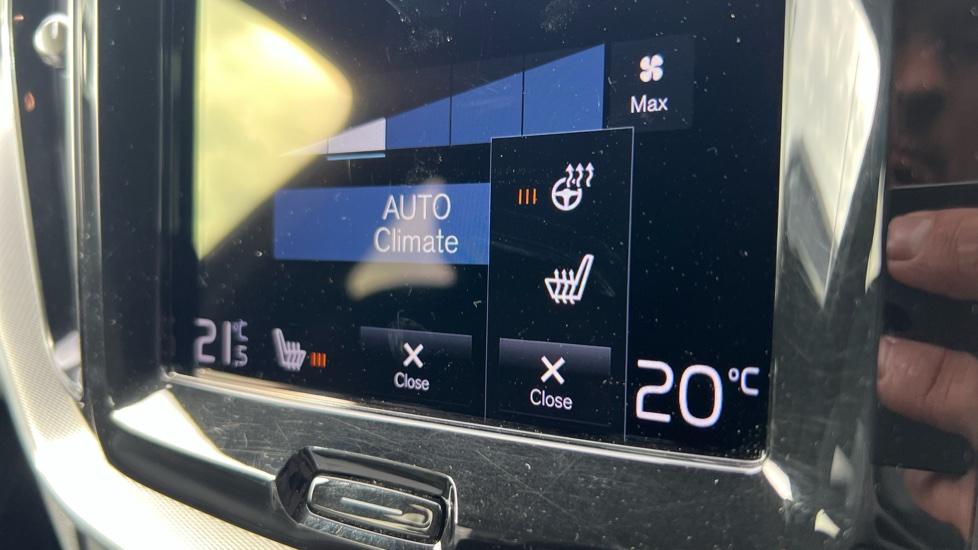 Max
AUTO
Climate
21.5°C
Close
Close
20°C